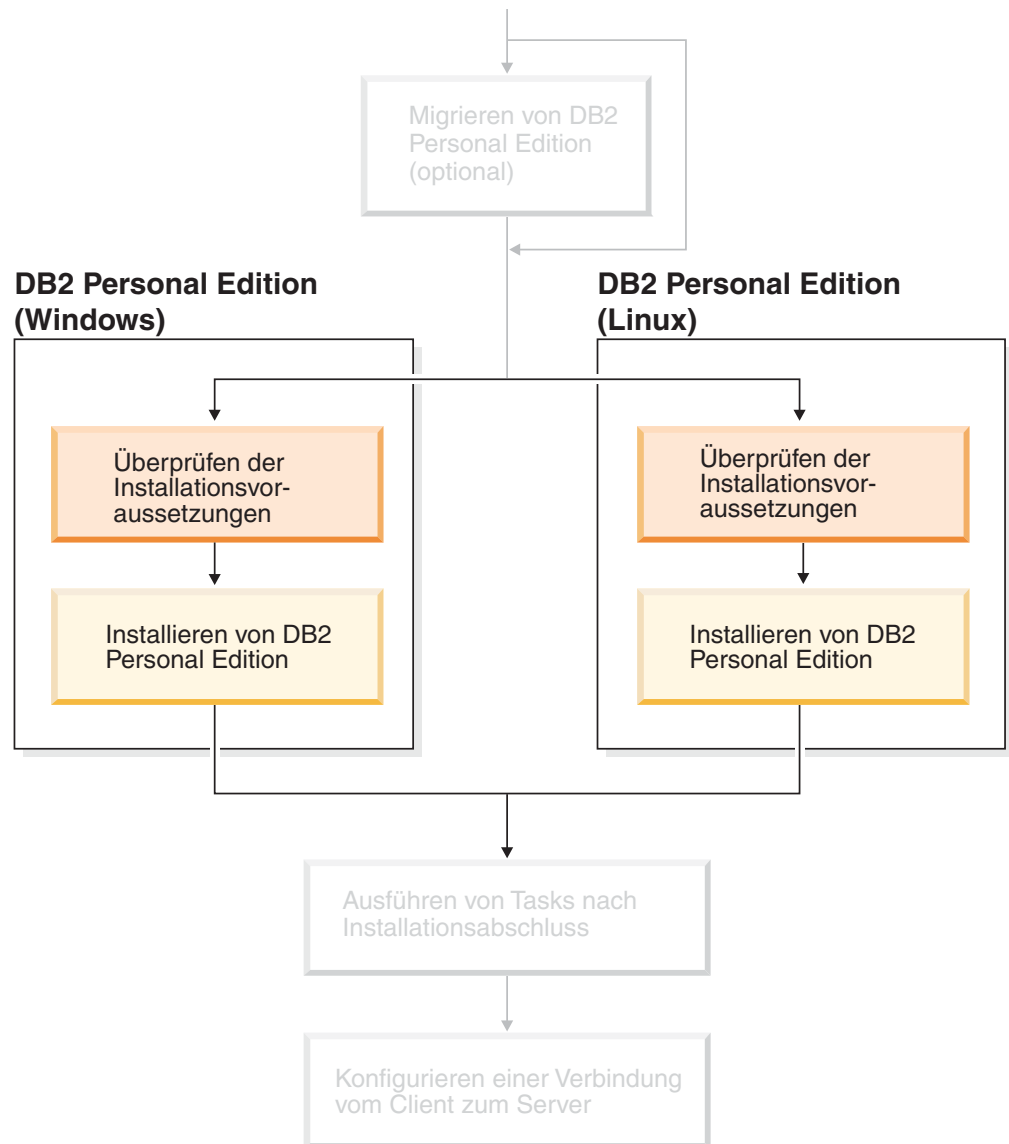 Migrieren von DB2
Personal Edition
(optional)
DB2 Personal Edition
(Windows)
DB2 Personal Edition
(Linux)
Überprüfen der
Installationsvor-
aussetzungen
Überprüfen der
Installationsvor-
aussetzungen
Installieren von DB2
Personal Edition
Installieren von DB2
Personal Edition
Ausführen von Tasks nach
Installationsabschluss
Konfigurieren einer Verbindung
vom Client zum Server